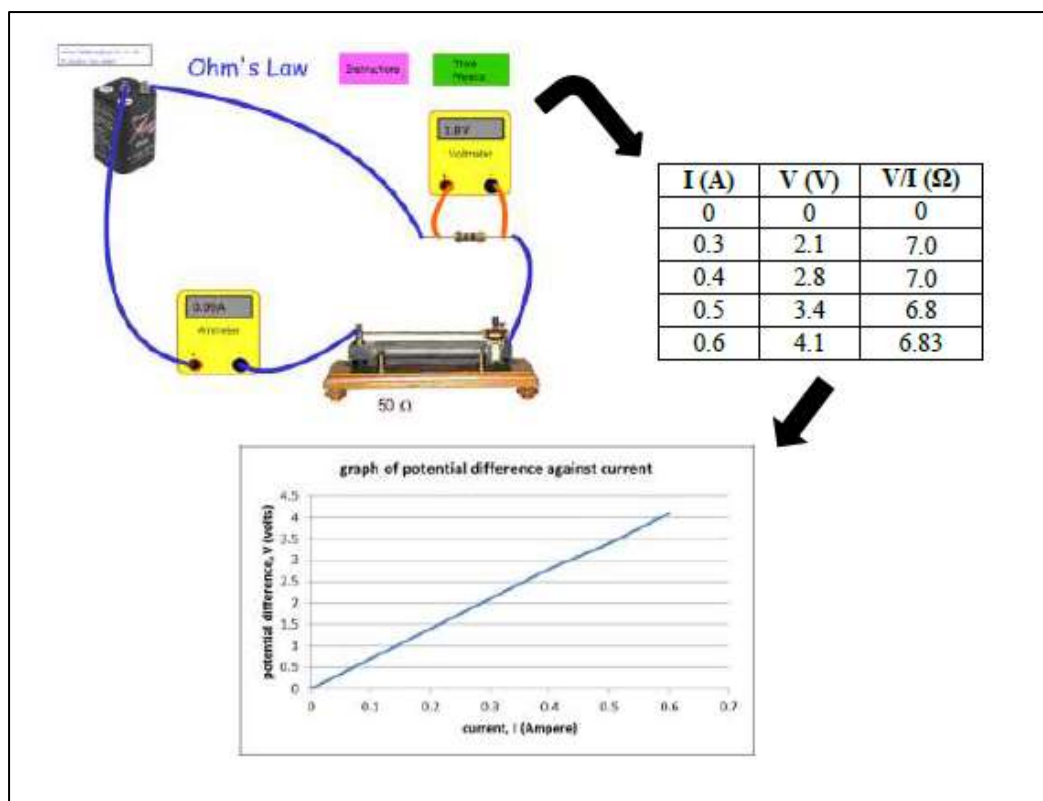 Ohm's Law
Instructions
Think
Physics
1.8V
Voltmeter
0.09A
Ammeter
50 Ω
I (A) V (V) V/I (Ω)
0 0 0
0.3 2.1 7.0
0.4 2.8 7.0
0.5 3.4 6.8
0.6 4.1 6.83
graph of potential difference against current
potential difference, V (volts)
4.5
4
3.5
3
2.5
2
1.5
1
0.5
0
0 0.1 0.2 0.3 0.4 0.5 0.6 0.7
current, I (Ampere)